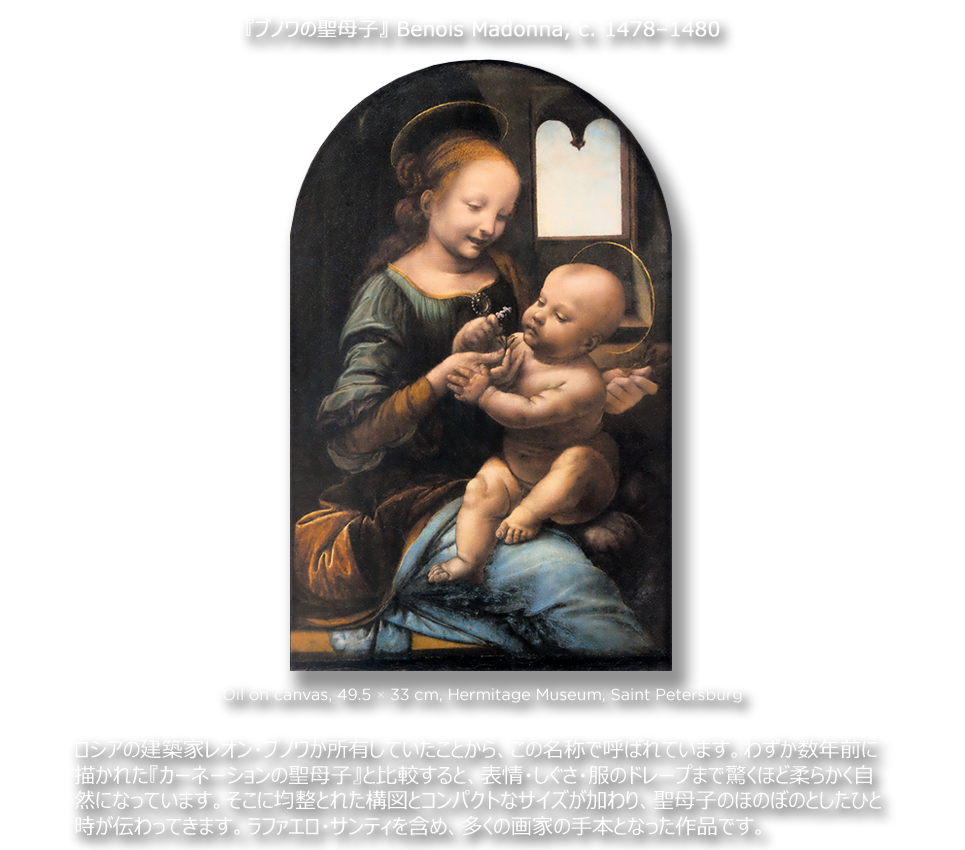 『ブノワの聖母子』 Benois Madonna, c. 1478–1480
Oil on canvas, 49.5 × 33 cm, Hermitage Museum, Saint Petersburg
ロシアの建築家レオン・ブノワが所有していたことから、この名称で呼ばれています。わずか数年前に
描かれた『カーネーションの聖母子』と比較すると、表情・しぐさ・服のドレープまで驚くほど柔らかく自
然になっています。そこに均整とれた構図とコンパクトなサイズが加わり、聖母子のほのぼのとしたひと
時が伝わってきます。ラファエロ・サンティを含め、多くの画家の手本となった作品です。